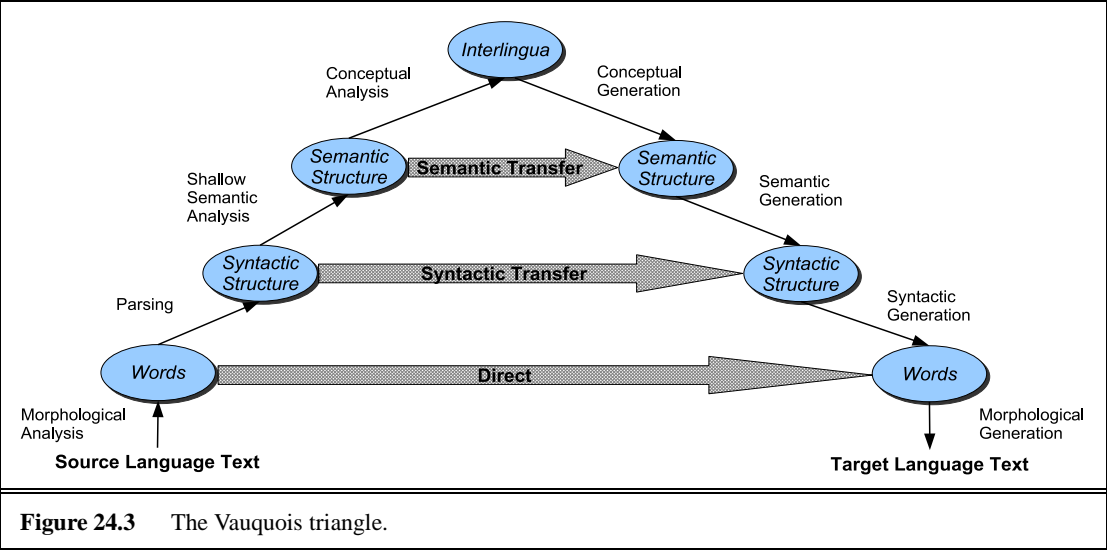 Interlingua
Conceptual
Analysis
Conceptual
Generation
Semantic
Structure
Semantic Transfer
Semantic
Structure
Shallow
Semantic
Analysis
Semantic
Generation
Syntactic
Structure
Syntactic Transfer
Syntactic
Structure
Parsing
Syntactic
Generation
Words
Direct
Words
Morphological
Analysis
Morphological
Generation
Source Language Text
Target Language Text
Figure 24.3 The Vauquois triangle.